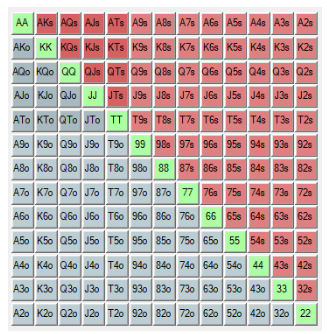 AA AKs AQs AJs ATs A9s A8s A7s A6s A5s A4s A3s A2s
AKo KK KQs KJs KTs K9s K8s K7s K6s K5s K4s K3s K2s
AQo KQo QQ QJs QTs Q9s Q8s Q7s Q6s Q5s Q4s Q3s Q2s
AJo KJo QJo JJ JTs J9s J8s J7s J6s J5s J4s J3s J2s
ATo KTo QTo JTo TT T9s T8s T7s T6s T5s T4s T3s T2s
A9o K9o Q9o J9o T9o 99 98s 97s 96s 95s 94s 93s 92s
A8o K8o Q8o J8o T8o 98o 88 87s 86s 85s 84s 83s 82s
A7o K7o Q7o J7o T7o 97o 87o 77 76s 75s 74s 73s 72s
A6o K6o Q6o J6o T6o 96o 86o 76o 66 65s 64s 63s 62s
A5o K5o Q5o J5o T5o 95o 85o 75o 65o 55 54s 53s 52s
A4o K4o Q4o J4o T4o 94o 84o 74o 64o 54o 44 43s 42s
A3o K3o Q3o J3o T3o 93o 83o 73o 63o 53o 43o 33 32s
A2o K2o Q2o J2o T2o 92o 82o 72o 62o 52o 42o 32o 22